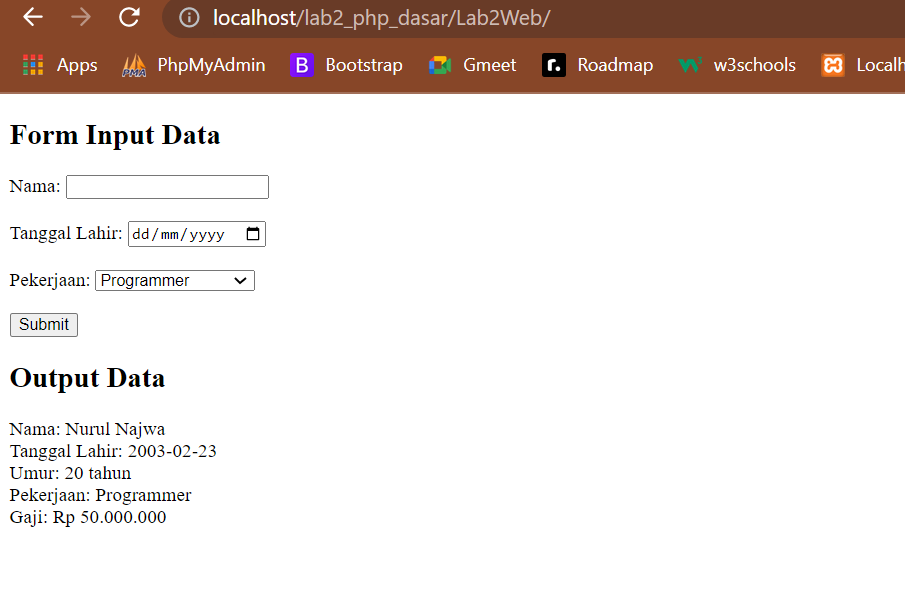 localhost/lab2_php_dasar/Lab2Web/
Apps PMA PhpMyAdmin B Bootstrap Gmeet r. Roadmap w3schools Localh
Form Input Data
Nama:
Tanggal Lahir: dd/mm/yyyy
Pekerjaan: Programmer
Submit
Output Data
Nama: Nurul Najwa
Tanggal Lahir: 2003-02-23
Umur: 20 tahun
Pekerjaan: Programmer
Gaji: Rp 50.000.000